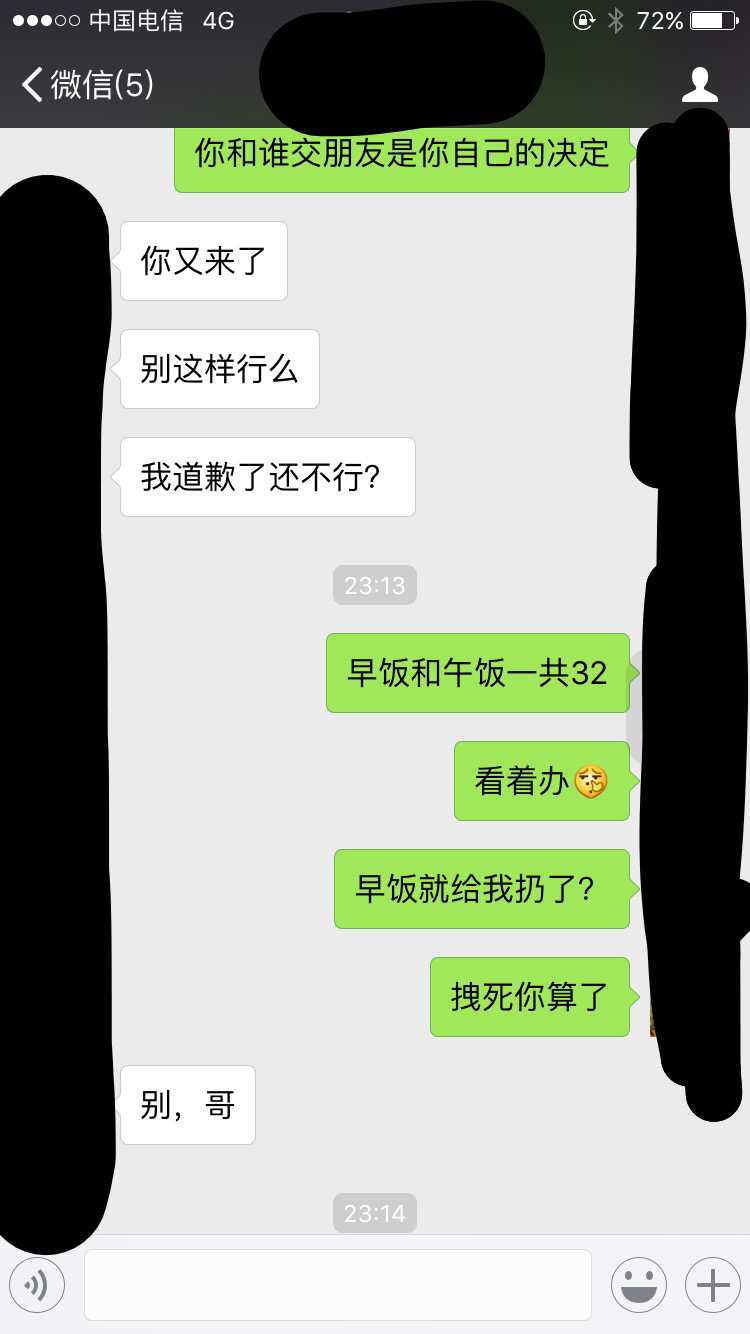 中国电信 4G 72%
微信(5)
你和谁交朋友是你自己的决定
你又来了
别这样行么
我道歉了还不行?
23:13
早饭和午饭一共32
看着办
早饭就给我扔了?
拽死你算了
别，哥
23:14